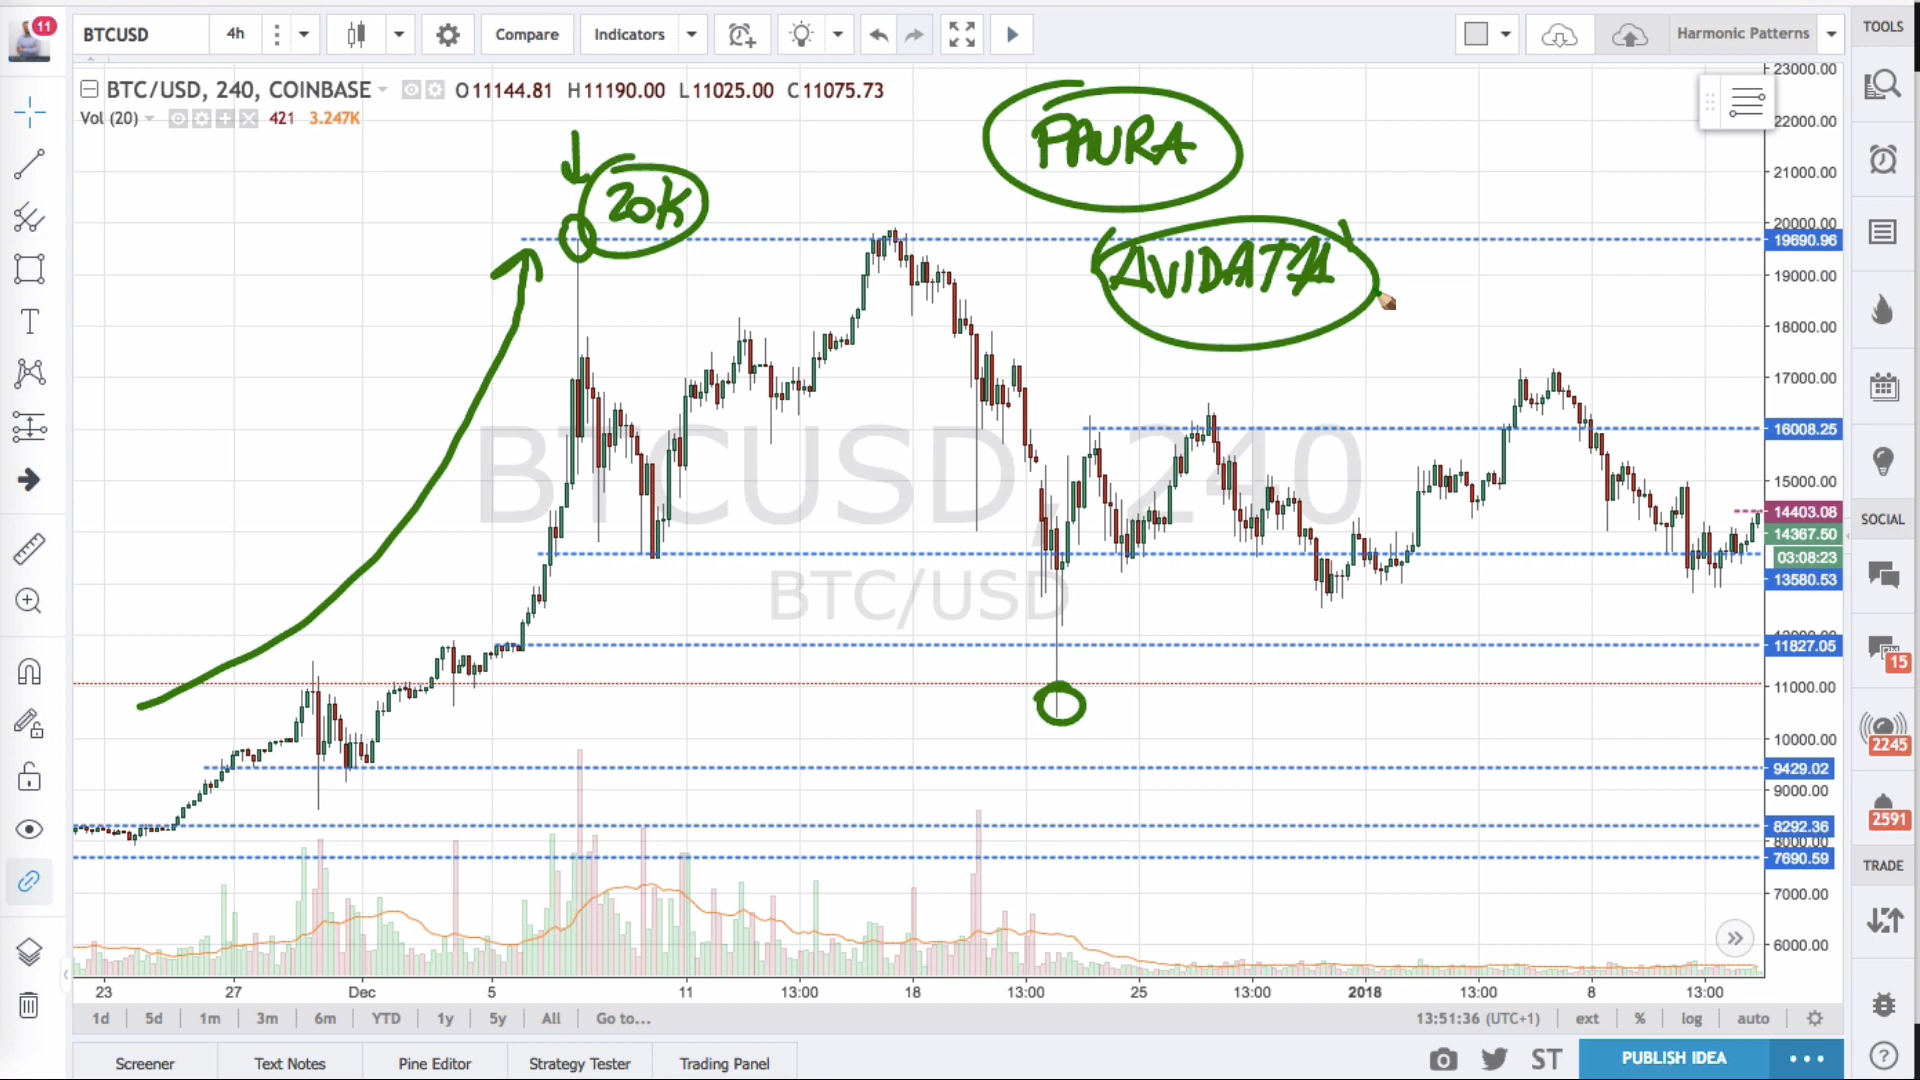 11
BTCUSD
4h
Compare
Indicators
Harmonic Patterns
TOOLS
BTC/USD, 240, COINBASE O11144.81 H11190.00 L11025.00 C11075.73
Vol (20) 421 3.247K
PAURA
20K
AVIDATÀ
BTCUSD, 240
BTC/USD
23000.00
22000.00
21000.00
20000.00
19690.96
19000.00
18000.00
17000.00
16008.25
15000.00
14403.08
14367.50
03:08:23
13580.53
11827.05
11000.00
10000.00
9429.02
9000.00
8292.36
8000.00
7690.59
7000.00
6000.00
SOCIAL
15
2245
2591
TRADE
23 27 Dec 5 11 13:00 18 13:00 25 13:00 2018 13:00 8 13:00
1d 5d 1m 3m 6m YTD 1y 5y All Go to... 13:51:36 (UTC+1) ext % log auto
Screener Text Notes Pine Editor Strategy Tester Trading Panel ST PUBLISH IDEA